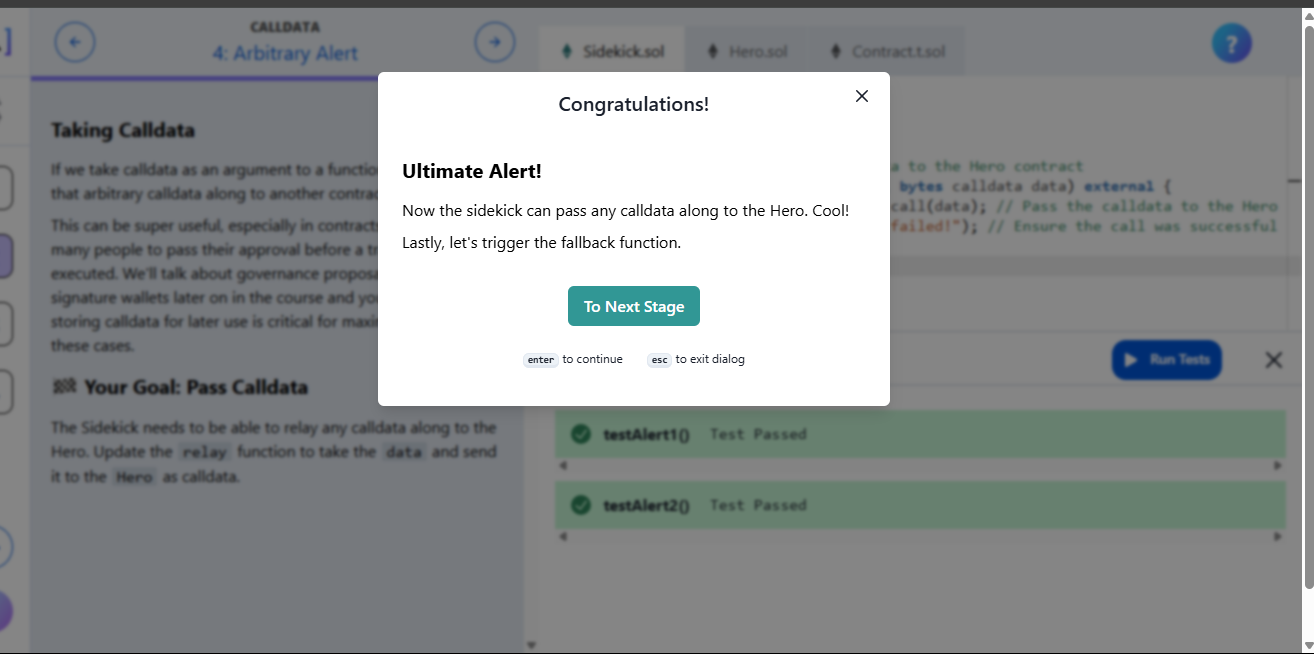 CALLDATA
4: Arbitrary Alert
Sidekick.sol
Hero.sol
Contract.t.sol
?
Congratulations!
Ultimate Alert!
Now the sidekick can pass any calldata along to the Hero. Cool!
Lastly, let's trigger the fallback function.
To Next Stage
enter to continue
esc to exit dialog
Taking Calldata
If we take calldata as an argument to a functio
that arbitrary calldata along to another contrac
This can be super useful, especially in contracts
many people to pass their approval before a tr
executed. We'll talk about governance proposa
signature wallets later on in the course and you
storing calldata for later use is critical for maxi
these cases.
Your Goal: Pass Calldata
The Sidekick needs to be able to relay any calldata along to the
Hero. Update the relay function to take the data and send
it to the Hero as calldata.
a to the Hero contract
bytes calldata data) external {
call(data); // Pass the calldata to the Hero
failed!"); // Ensure the call was successful
Run Tests
testAlert1() Test Passed
testAlert2() Test Passed